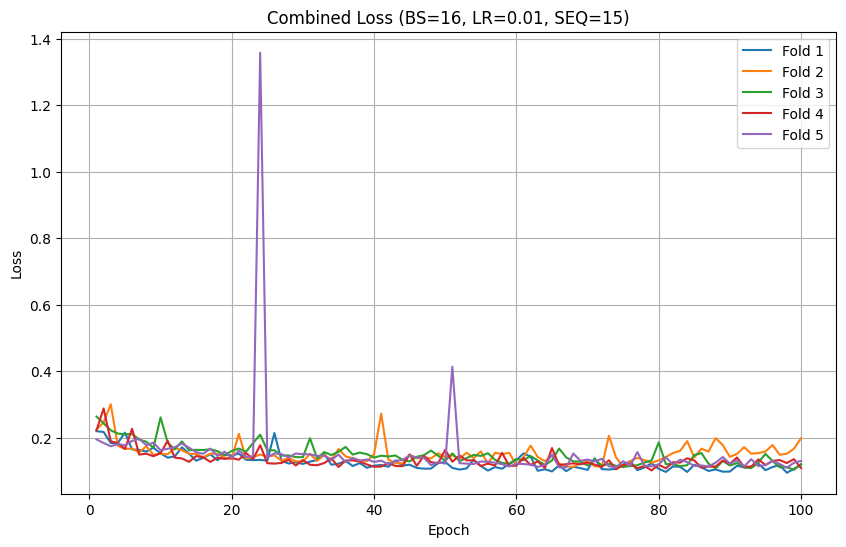 Combined Loss (BS=16, LR=0.01, SEQ=15)
1.4
1.2
1.0
0.8
0.6
0.4
0.2
Loss
Fold 1
Fold 2
Fold 3
Fold 4
Fold 5
0 20 40 60 80 100
Epoch